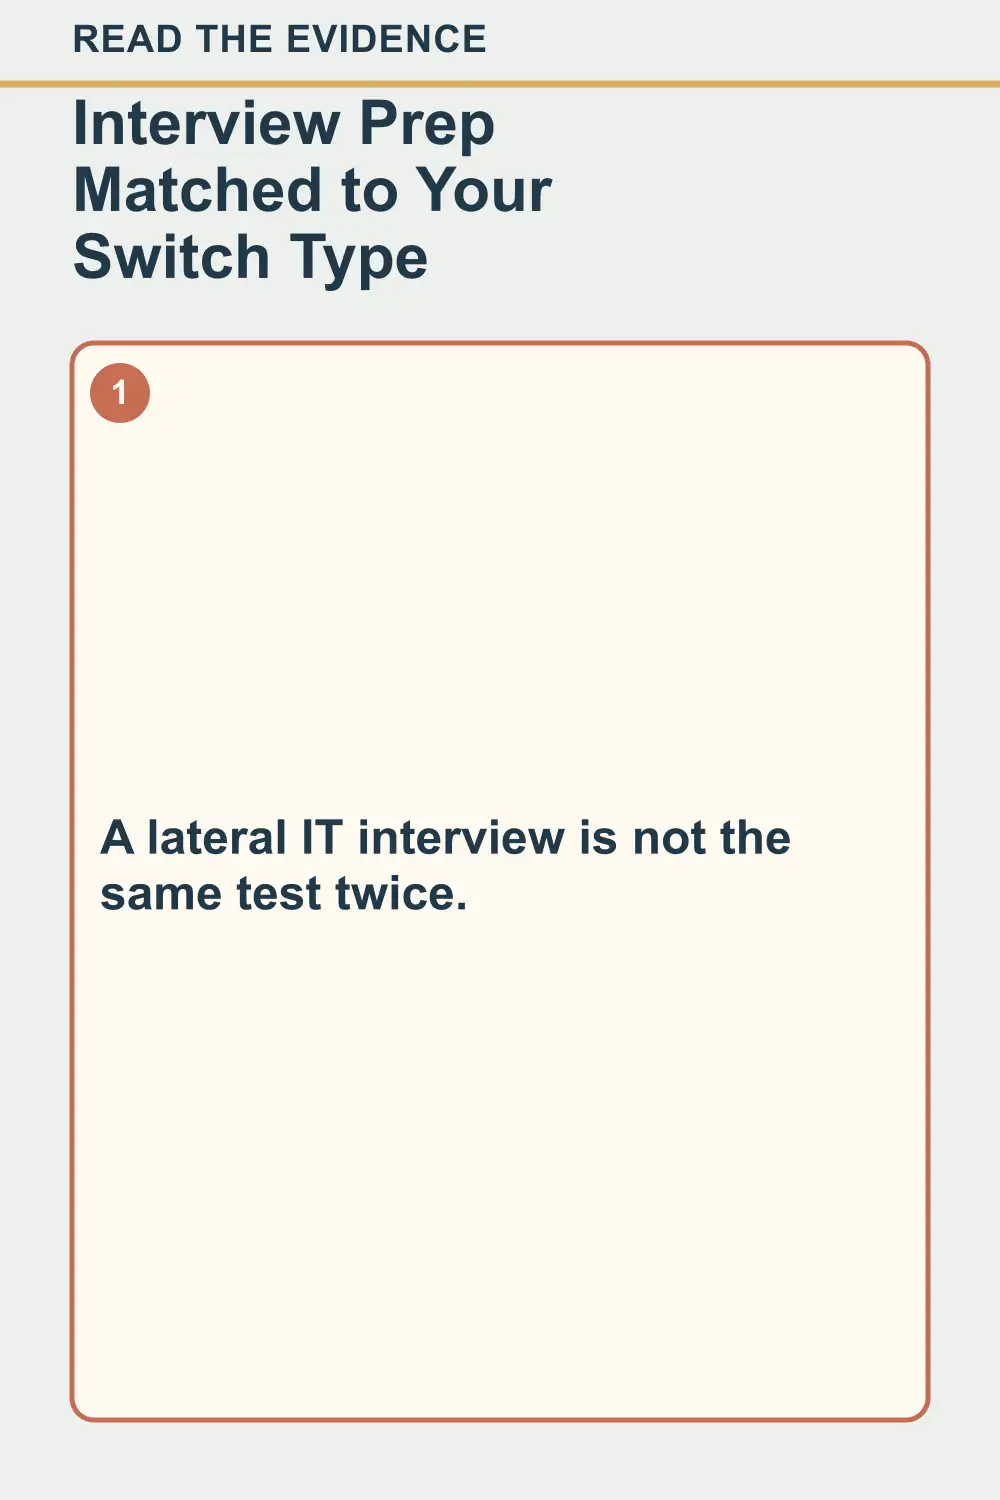 READ THE EVIDENCE
Interview Prep
Matched to Your
Switch Type
1
A lateral IT interview is not the
same test twice.